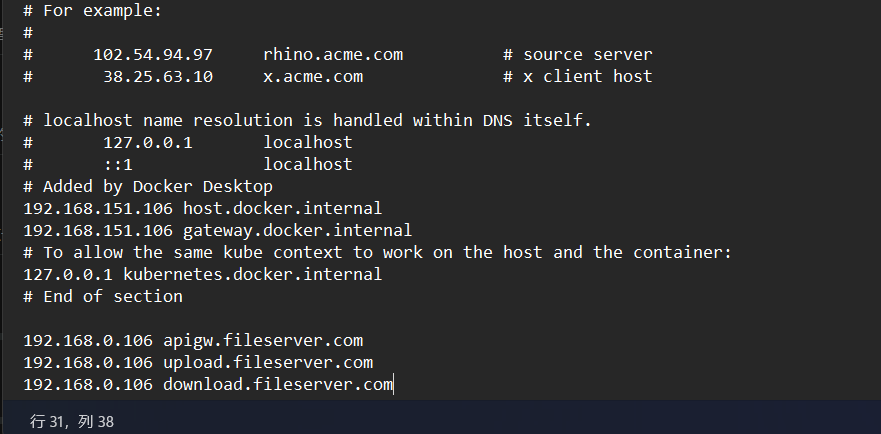 # For example:
#
#      102.54.94.97     rhino.acme.com          # source server
#       38.25.63.10     x.acme.com              # x client host
# localhost name resolution is handled within DNS itself.
#       127.0.0.1       localhost
#       ::1             localhost
# Added by Docker Desktop
192.168.151.106 host.docker.internal
192.168.151.106 gateway.docker.internal
# To allow the same kube context to work on the host and the container:
127.0.0.1 kubernetes.docker.internal
# End of section
192.168.0.106 apigw.fileserver.com
192.168.0.106 upload.fileserver.com
192.168.0.106 download.fileserver.com
行 31，列 38